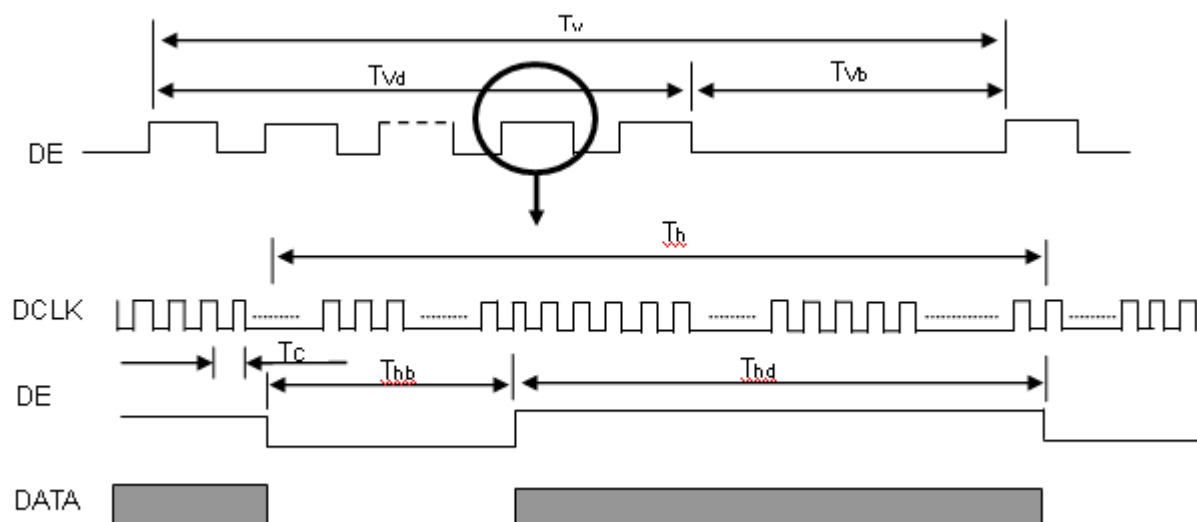 Tv
Tvd
Tvb
DE
Th
DCLK
Tc
Thb
Thd
DE
DATA